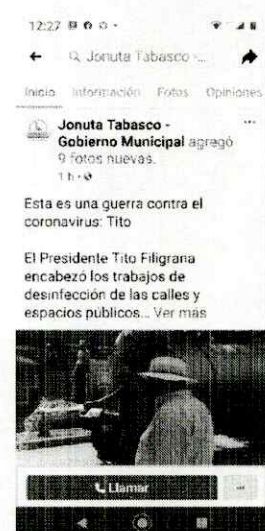 12:27
Jonuta Tabasco -...
Inicio Información Fotos Opiniones
Jonuta Tabasco -
Gobierno Municipal agregó
9 fotos nuevas.
1 h
Esta es una guerra contra el
coronavirus: Tito
El Presidente Tito Filigrana
encabezó los trabajos de
desinfección de las calles y
espacios públicos... Ver más
Llamar